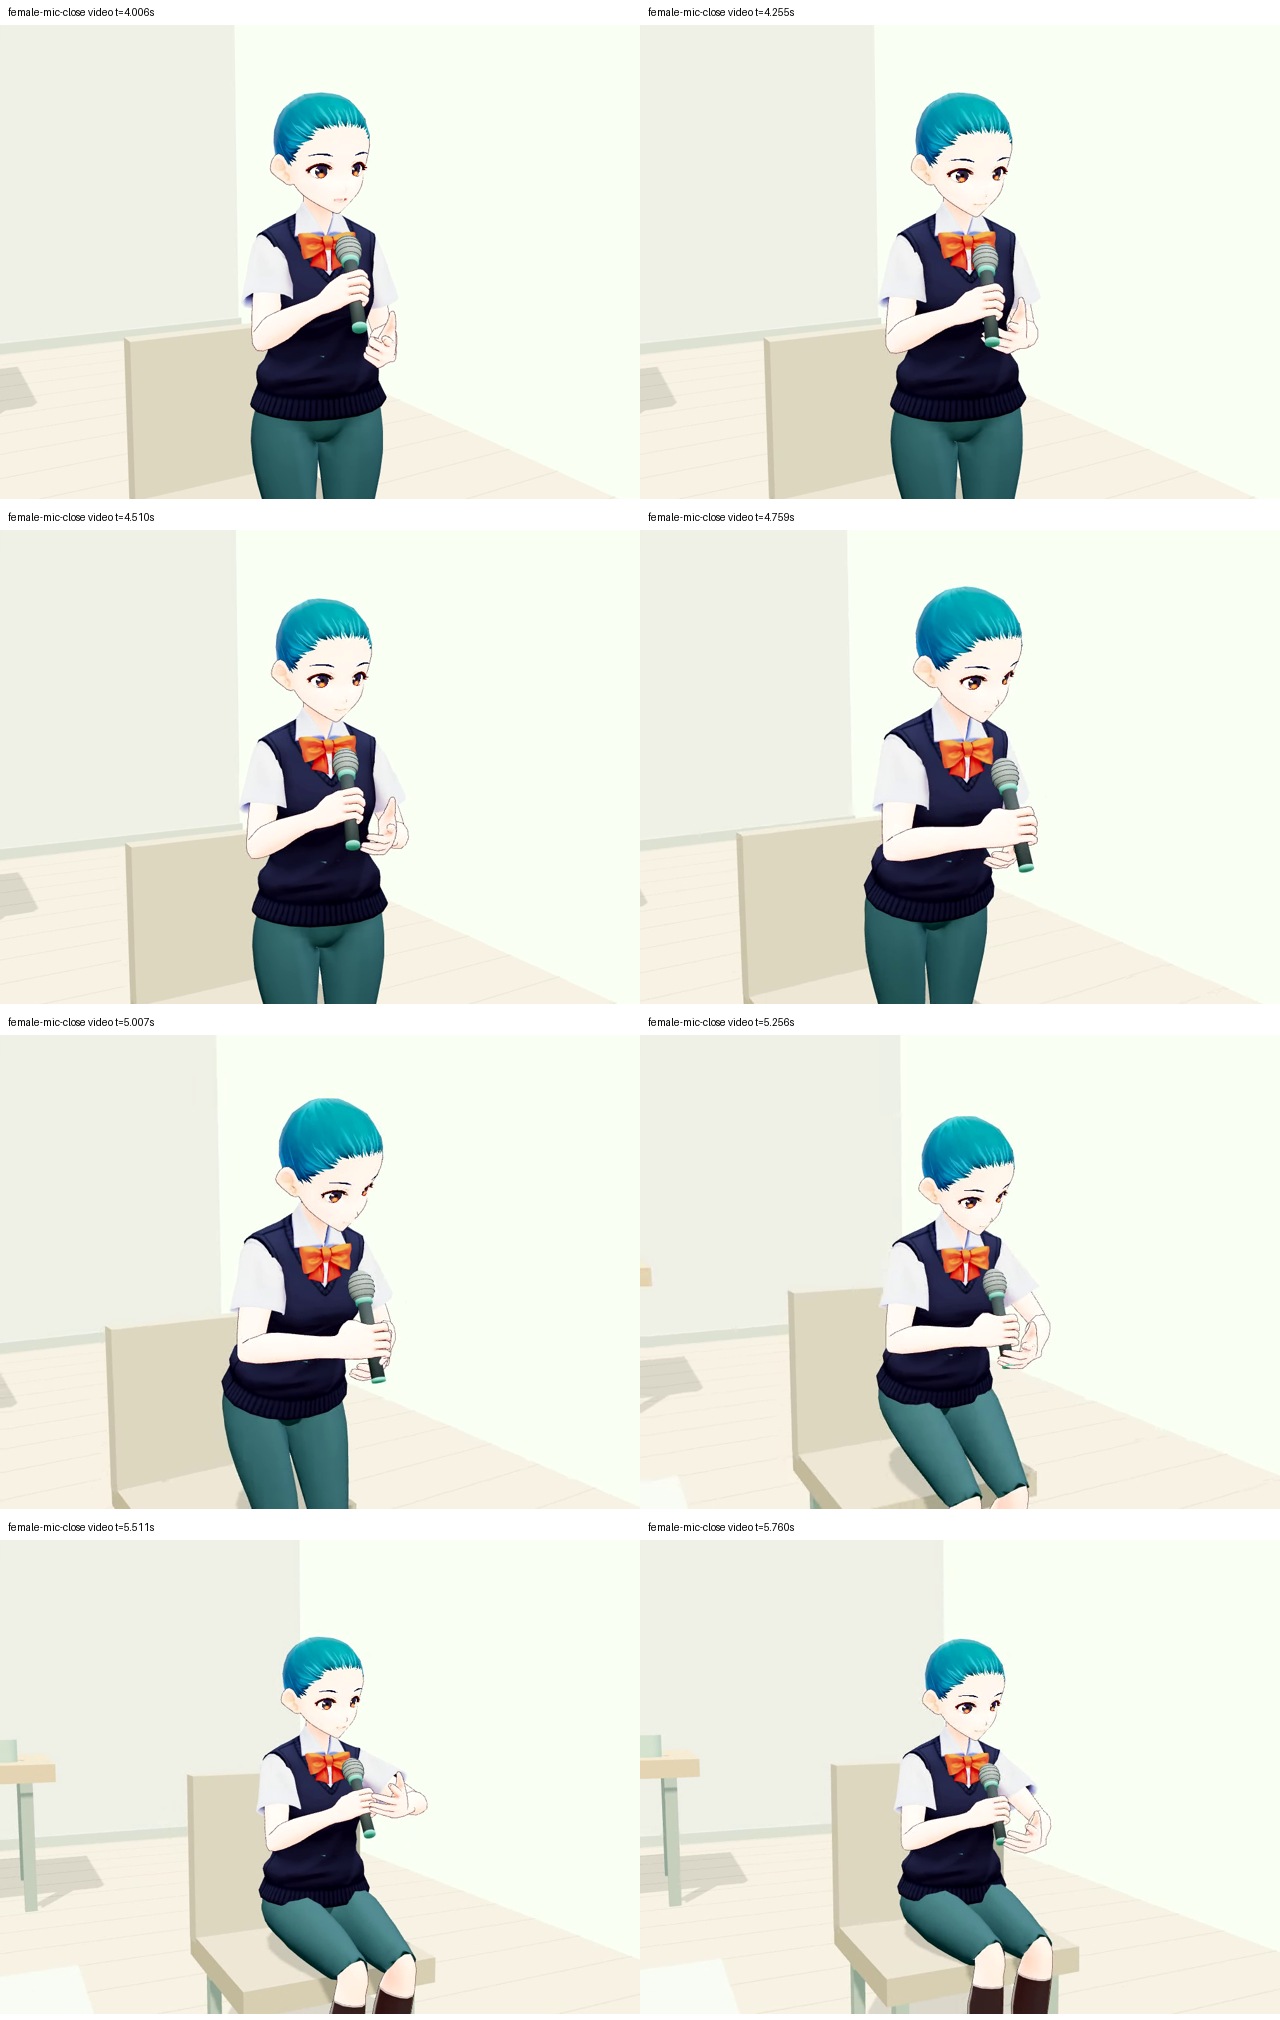 female-mic-close video t=4.006s
female-mic-close video t=4.255s
female-mic-close video t=4.510s
female-mic-close video t=4.759s
female-mic-close video t=5.007s
female-mic-close video t=5.256s
female-mic-close video t=5.511s
female-mic-close video t=5.760s